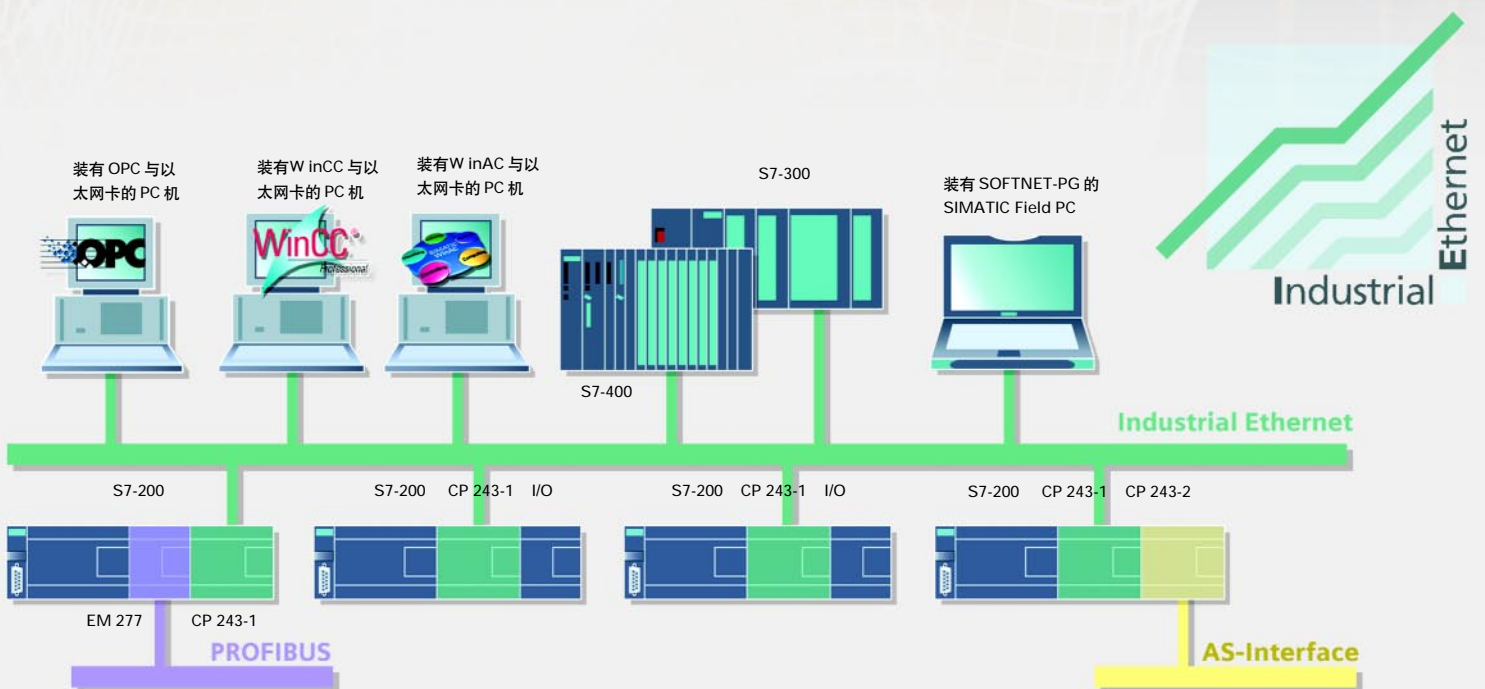 装有 OPC 与以
太网卡的 PC 机
装有W inCC 与以
太网卡的 PC 机
装有W inAC 与以
太网卡的 PC 机
S7-300
装有 SOFTNET-PG 的
SIMATIC Field PC
Industrial
Ethernet
OPC
WinCC
Professional
SIMATIC
WinAC
S7-400
Industrial Ethernet
S7-200
S7-200 CP 243-1 I/O
S7-200 CP 243-1 I/O
S7-200 CP 243-1 CP 243-2
EM 277 CP 243-1
PROFIBUS
AS-Interface